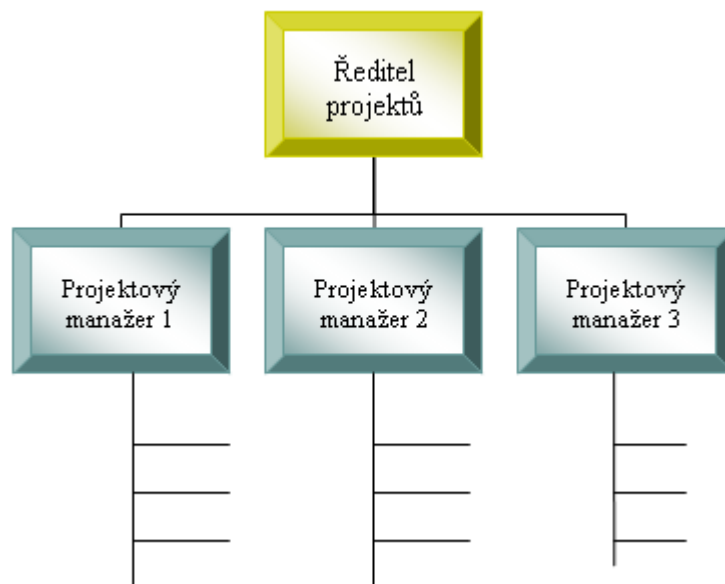 Ředitel
projektů
Projektový
manažer 1
Projektový
manažer 2
Projektový
manažer 3